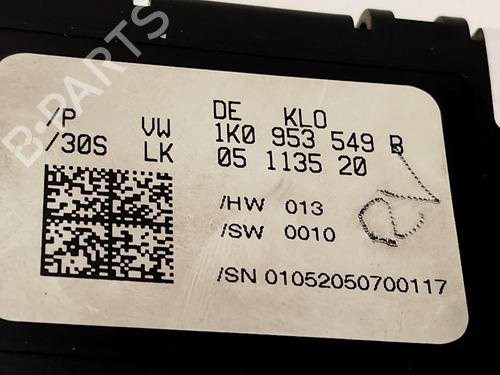 /P VW DE KLO
/30S LK 1K0 953 549 B
05 1135 20
/HW 013
/SW 0010
/SN 01052050700117
B-PARTS